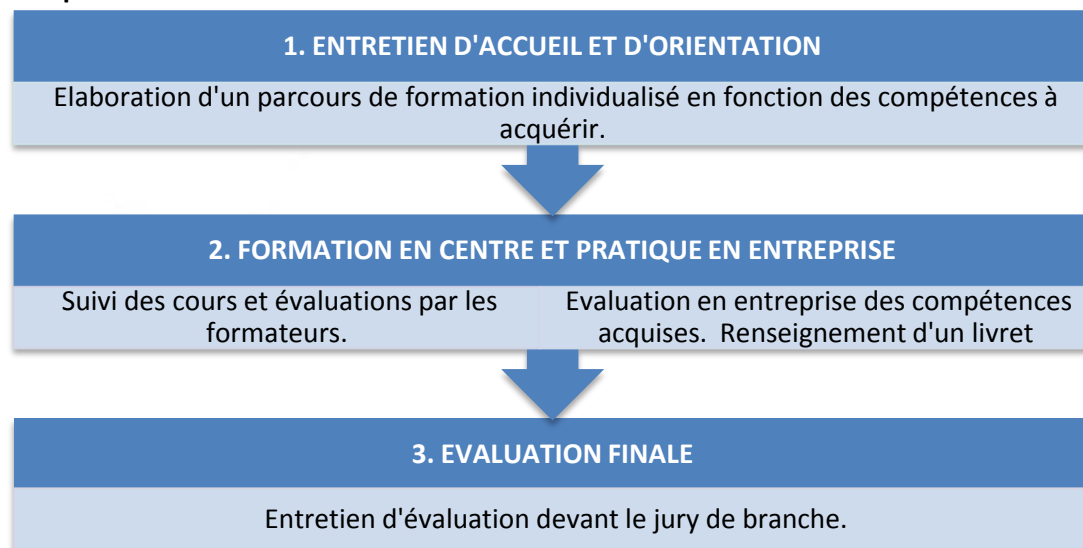 1. ENTRETIEN D'ACCUEIL ET D'ORIENTATION
Elaboration d'un parcours de formation individualisé en fonction des compétences à
acquérir.
2. FORMATION EN CENTRE ET PRATIQUE EN ENTREPRISE
Suivi des cours et évaluations par les
formateurs.
Evaluation en entreprise des compétences
acquises.  Renseignement d'un livret
3. EVALUATION FINALE
Entretien d'évaluation devant le jury de branche.